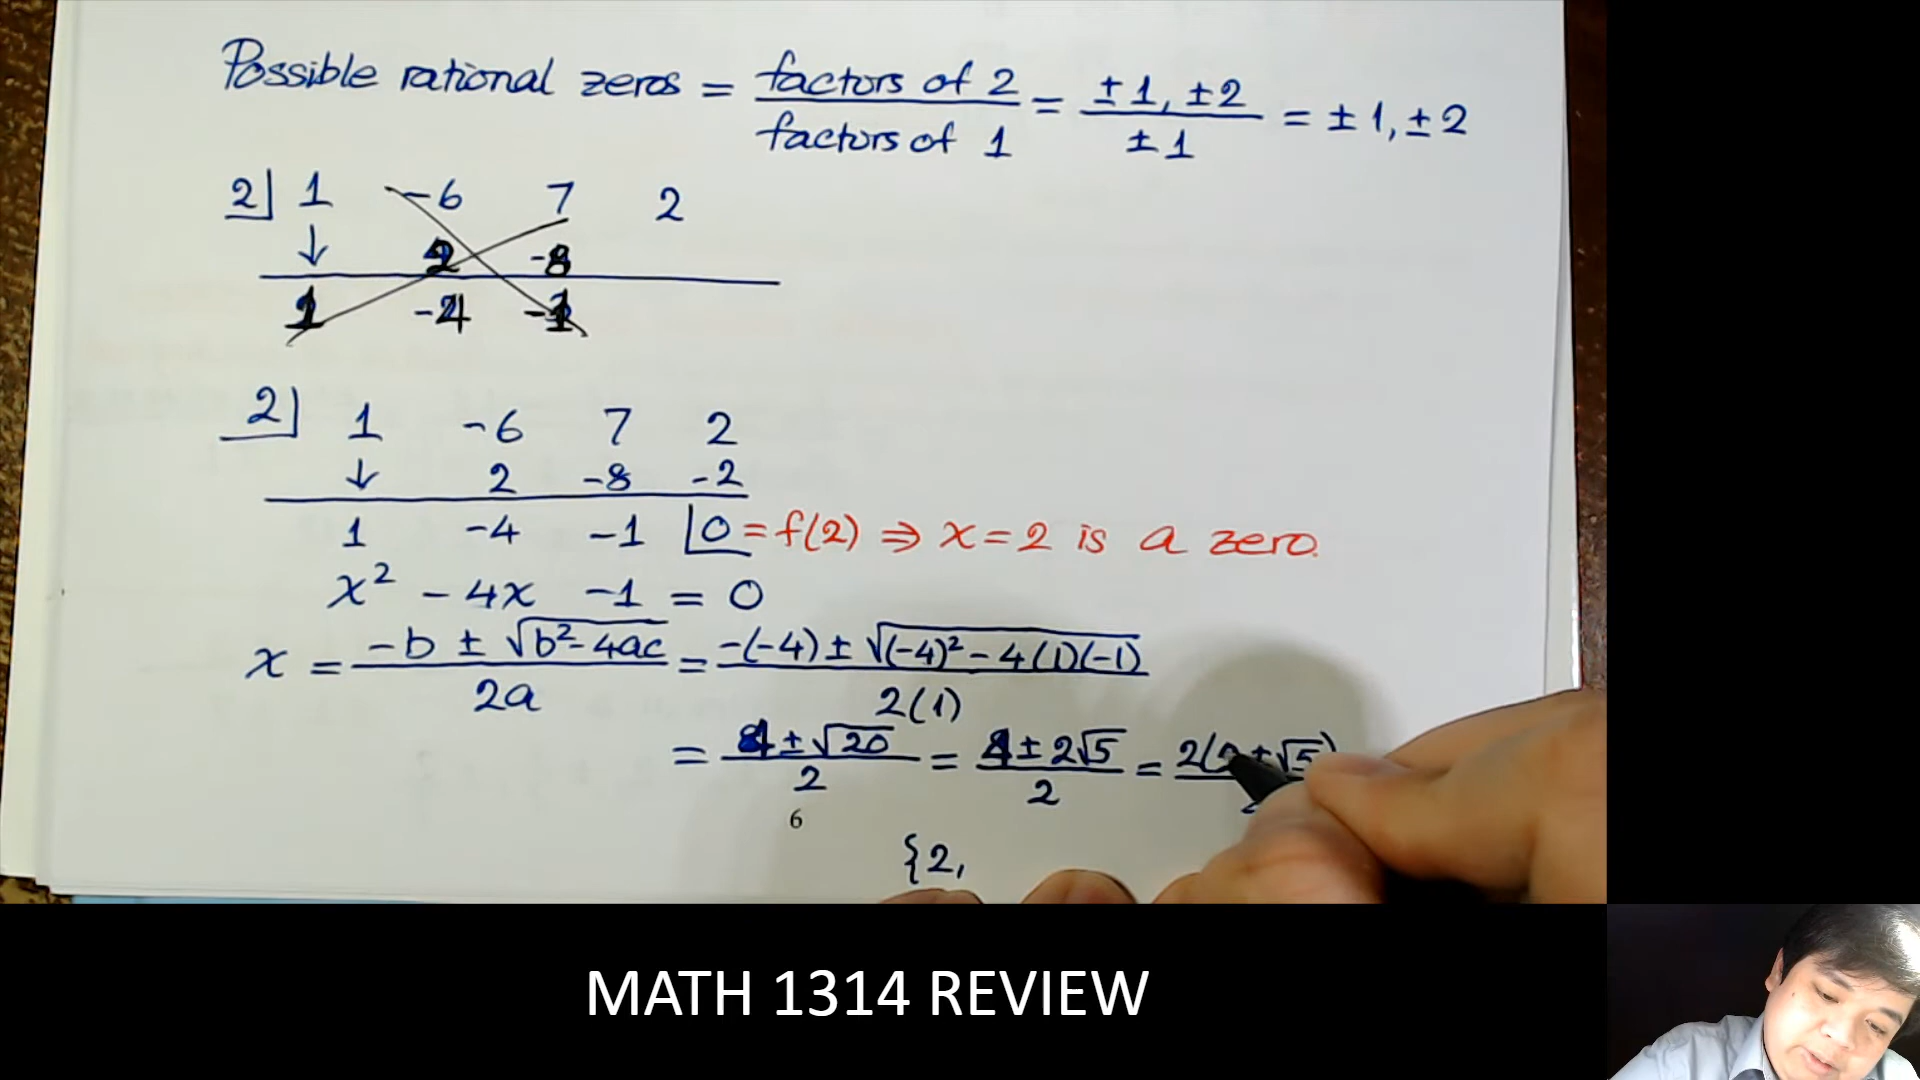 Possible rational zeros = factors of 2 / factors of 1 = ±1, ±2 / ±1 = ±1, ±2
2⌋ 1 -6 7 2
↓ 2 -8
1 -4 -1
2⌋ 1 -6 7 2
↓ 2 -8 -2
1 -4 -1 ⌊0 = f(2) ⇒ x = 2 is a zero.
x² - 4x -1 = 0
x = -b ± √(b²-4ac) / 2a = -(-4) ± √((-4)² - 4(1)(-1)) / 2(1)
= 4 ± √20 / 2 = 4 ± 2√5 / 2 = 2(2 ± √5)
6
{2,
MATH 1314 REVIEW